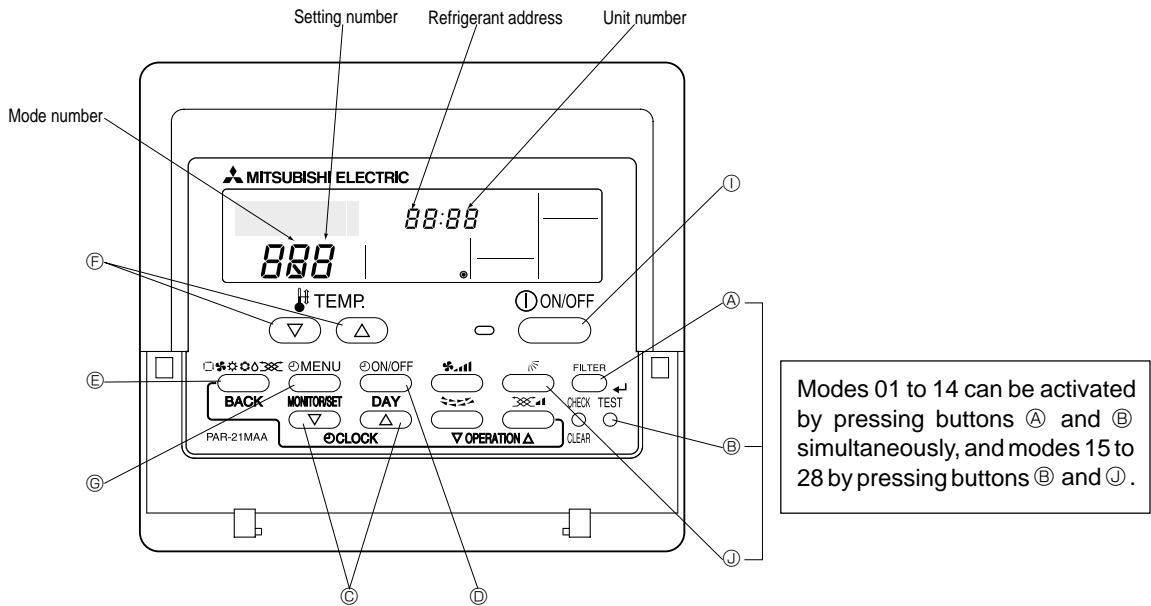 Setting number
Refrigerant address
Unit number
Mode number
MITSUBISHI ELECTRIC
88:88
888
TEMP.
ON/OFF
Ⓘ
Ⓕ
Ⓐ
MENU
ON/OFF
FILTER
Ⓔ
BACK
MONITOR/SET
DAY
CHECK
TEST
PAR-21MAA
CLOCK
▽ OPERATION △
CLEAR
Ⓑ
Ⓖ
Ⓙ
Ⓒ
Ⓓ
Modes 01 to 14 can be activated
by pressing buttons Ⓐ and Ⓑ
simultaneously, and modes 15 to
28 by pressing buttons Ⓑ and Ⓙ.